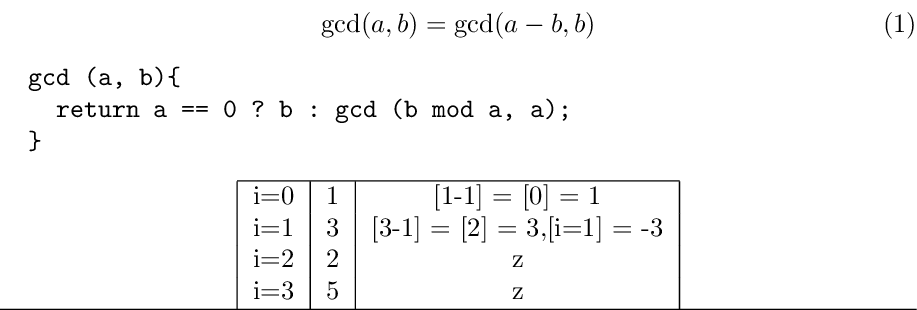 gcd(a, b) = gcd(a − b, b) (1)
gcd (a, b){
return a == 0 ? b : gcd (b mod a, a);
}
i=0 1 [1-1] = [0] = 1
i=1 3 [3-1] = [2] = 3,[i=1] = -3
i=2 2 z
i=3 5 z